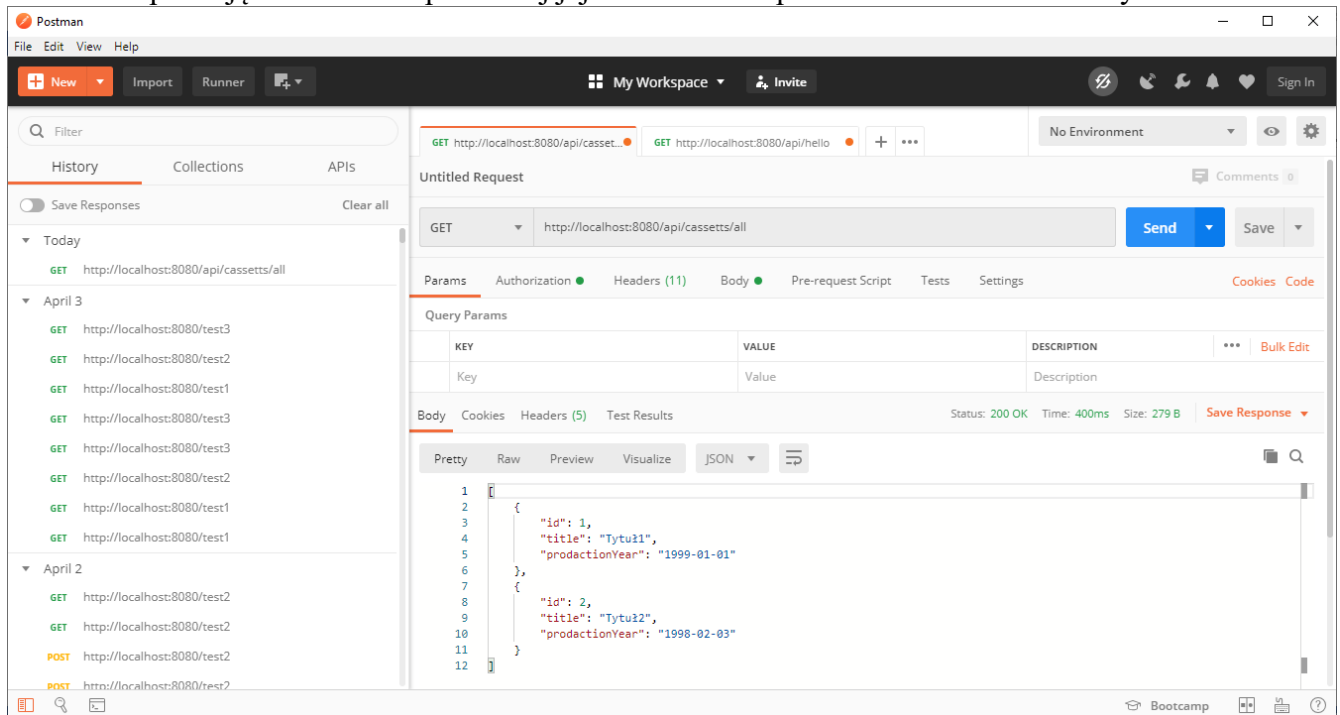 Postman
File Edit View Help
New Import Runner My Workspace Invite Sign In
Filter
History Collections APIs
Save Responses Clear all
Today
GET http://localhost:8080/api/cassetts/all
April 3
GET http://localhost:8080/test3
GET http://localhost:8080/test2
GET http://localhost:8080/test1
GET http://localhost:8080/test3
GET http://localhost:8080/test3
GET http://localhost:8080/test2
GET http://localhost:8080/test1
GET http://localhost:8080/test1
April 2
GET http://localhost:8080/test2
GET http://localhost:8080/test2
POST http://localhost:8080/test2
POST http://localhost:8080/test2
GET http://localhost:8080/api/casset... GET http://localhost:8080/api/hello + ••• No Environment
Untitled Request Comments 0
GET http://localhost:8080/api/cassetts/all Send Save
Params Authorization Headers (11) Body Pre-request Script Tests Settings Cookies Code
Query Params
KEY VALUE DESCRIPTION ••• Bulk Edit
Key Value Description
Body Cookies Headers (5) Test Results Status: 200 OK Time: 400ms Size: 279 B Save Response
Pretty Raw Preview Visualize JSON
1 [
2 {
3 "id": 1,
4 "title": "Tytuł1",
5 "prodactionYear": "1999-01-01"
6 },
7 {
8 "id": 2,
9 "title": "Tytuł2",
10 "prodactionYear": "1998-02-03"
11 }
12 ]
Bootcamp